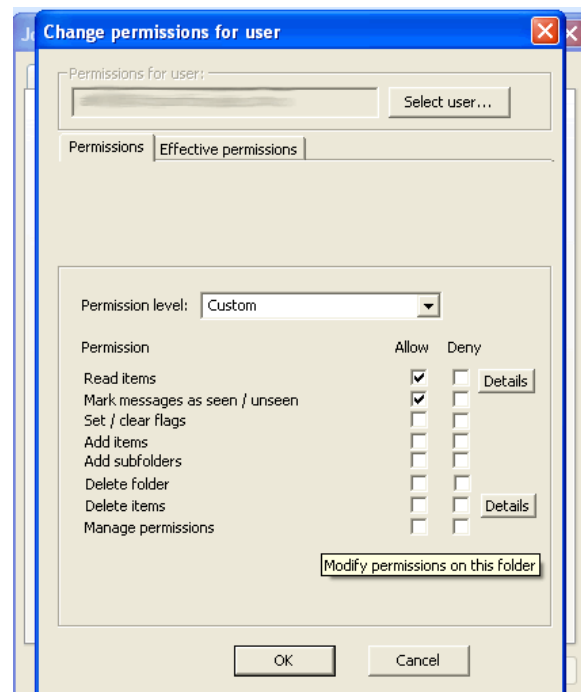 Jo
Change permissions for user
Permissions for user:
Select user...
Permissions
Effective permissions
Permission level:
Custom
Permission Allow Deny
Read items Details
Mark messages as seen / unseen
Set / clear flags
Add items
Add subfolders
Delete folder
Delete items Details
Manage permissions
Modify permissions on this folder
OK Cancel